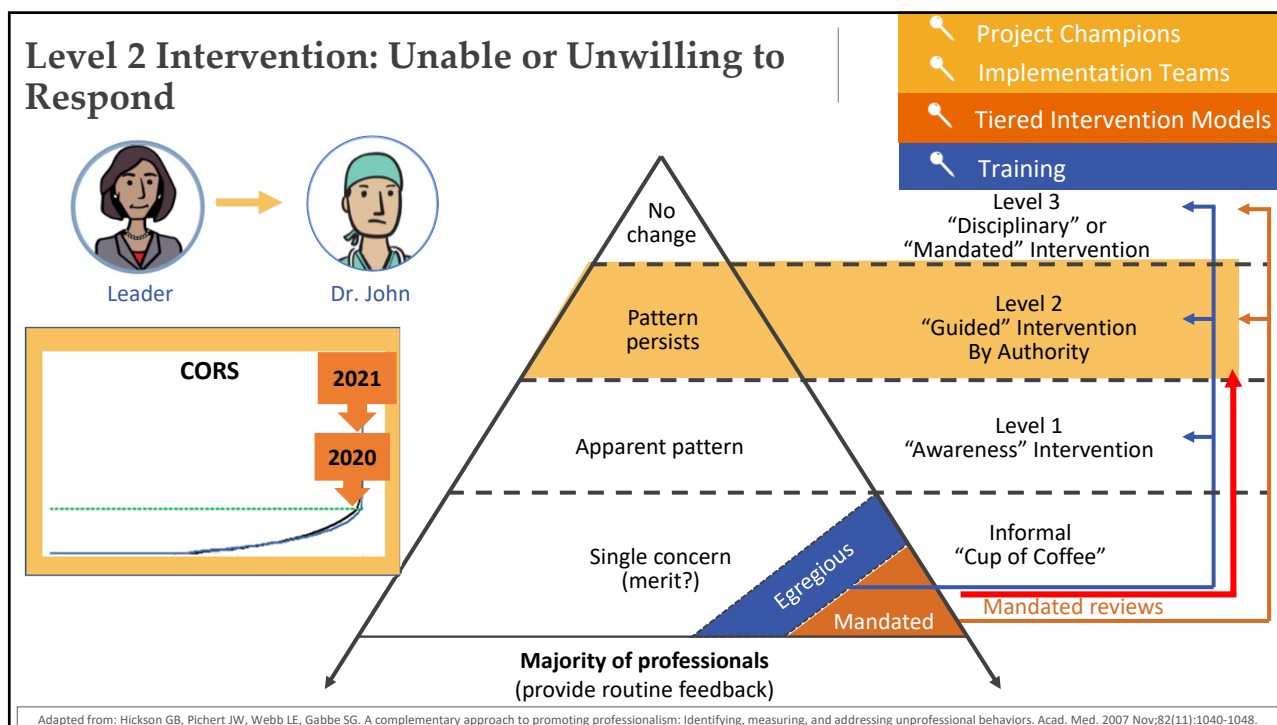 Level 2 Intervention: Unable or Unwilling to
Respond
Project Champions
Implementation Teams
Tiered Intervention Models
Training
Leader
Dr. John
CORS
2021
2020
No
change
Level 3
“Disciplinary” or
“Mandated” Intervention
Pattern
persists
Level 2
“Guided” Intervention
By Authority
Apparent pattern
Level 1
“Awareness” Intervention
Single concern
(merit?)
Egregious
Mandated
Informal
“Cup of Coffee”
Mandated reviews
Majority of professionals
(provide routine feedback)
Adapted from: Hickson GB, Pichert JW, Webb LE, Gabbe SG. A complementary approach to promoting professionalism: Identifying, measuring, and addressing unprofessional behaviors. Acad. Med. 2007 Nov;82(11):1040-1048.